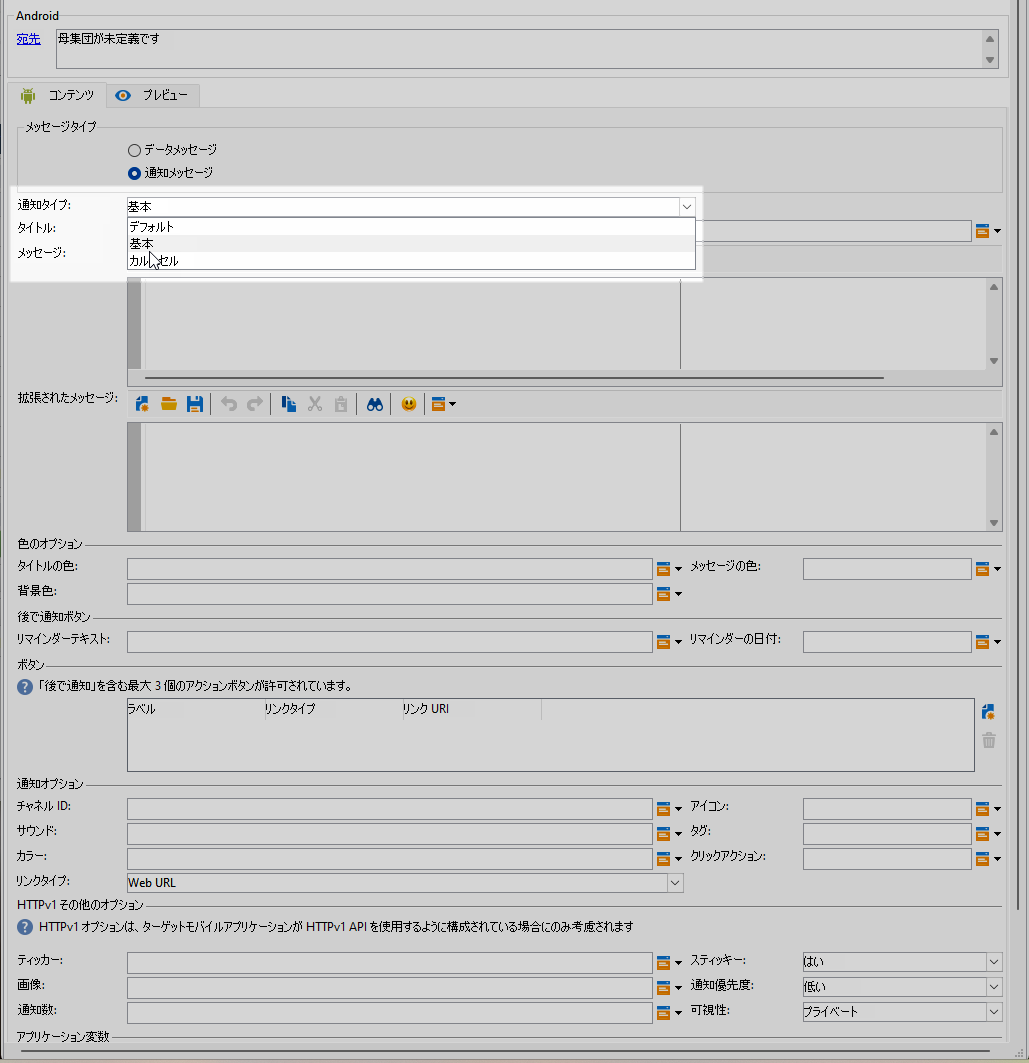 Android
宛先 母集団が未定義です
コンテンツ プレビュー
メッセージタイプ
データメッセージ
通知メッセージ
通知タイプ: 基本
タイトル: デフォルト
基本
メッセージ:
拡張されたメッセージ:
色のオプション
タイトルの色: メッセージの色:
背景色:
後で通知ボタン
リマインダーテキスト: リマインダーの日付:
ボタン
「後で通知」を含む最大 3 個のアクションボタンが許可されています。
ラベル リンクタイプ リンク URI
通知オプション
チャネル ID: アイコン:
サウンド: タグ:
カラー: クリックアクション:
リンクタイプ: Web URL
HTTPv1 その他のオプション
HTTPv1 オプションは、ターゲットモバイルアプリケーションが HTTPv1 API を使用するように構成されている場合にのみ考慮されます
ティッカー: スティッキー: はい
画像: 通知優先度: 低い
通知数: 可視性: プライベート
アプリケーション変数